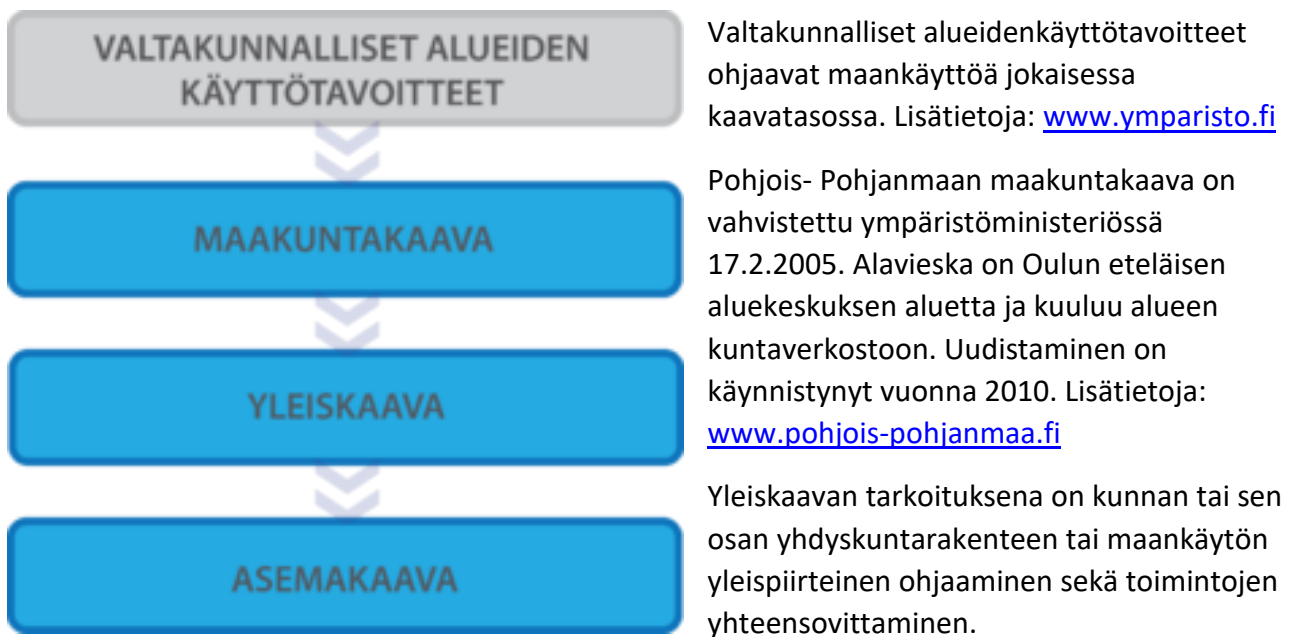 VALTAKUNNALLISET ALUEIDEN
KÄYTTÖTAVOITTEET
MAAKUNTAKAAVA
YLEISKAAVA
ASEMAKAAVA
Valtakunnalliset alueidenkäyttötavoitteet
ohjaavat maankäyttöä jokaisessa
kaavatasossa. Lisätietoja: www.ymparisto.fi
Pohjois- Pohjanmaan maakuntakaava on
vahvistettu ympäristöministeriössä
17.2.2005. Alavieska on Oulun eteläisen
aluekeskuksen aluetta ja kuuluu alueen
kuntaverkostoon. Uudistaminen on
käynnistynyt vuonna 2010. Lisätietoja:
www.pohjois-pohjanmaa.fi
Yleiskaavan tarkoituksena on kunnan tai sen
osan yhdyskuntarakenteen tai maankäytön
yleispiirteinen ohjaaminen sekä toimintojen
yhteensovittaminen.